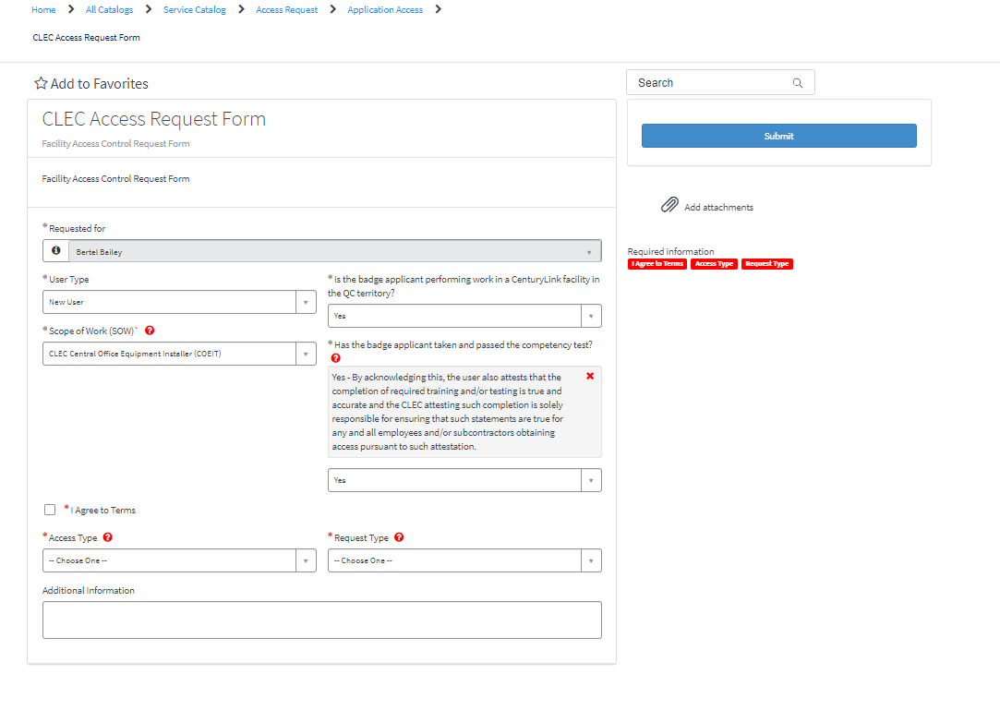 Home > All Catalogs > Service Catalog > Access Request > Application Access >
CLEC Access Request Form
Add to Favorites
Search
CLEC Access Request Form
Facility Access Control Request Form
Submit
Facility Access Control Request Form
Add attachments
* Requested for
Bertel Bailey
Required information
I Agree to Terms Access Type Request Type
* User Type
New User
* Is the badge applicant performing work in a CenturyLink facility in
the QC territory?
Yes
* Scope of Work (SOW)` ?
CLEC Central Office Equipment Installer (COEIT)
* Has the badge applicant taken and passed the competency test?
?
Yes - By acknowledging this, the user also attests that the
completion of required training and/or testing is true and
accurate and the CLEC attesting such completion is solely
responsible for ensuring that such statements are true for
any and all employees and/or subcontractors obtaining
access pursuant to such attestation.
Yes
* I Agree to Terms
* Access Type ?
-- Choose One --
* Request Type ?
-- Choose One --
Additional Information